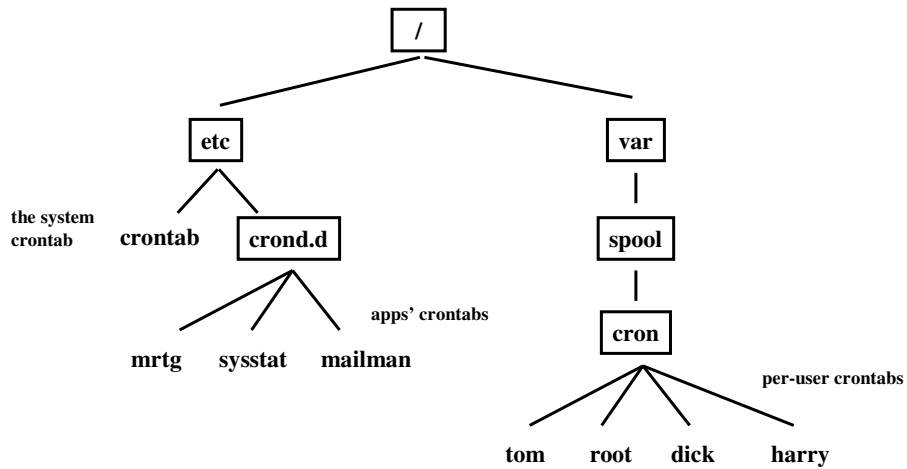 /
etc
var
the system
crontab
crontab
crond.d
spool
apps’ crontabs
mrtg
sysstat
mailman
cron
per-user crontabs
tom
root
dick
harry